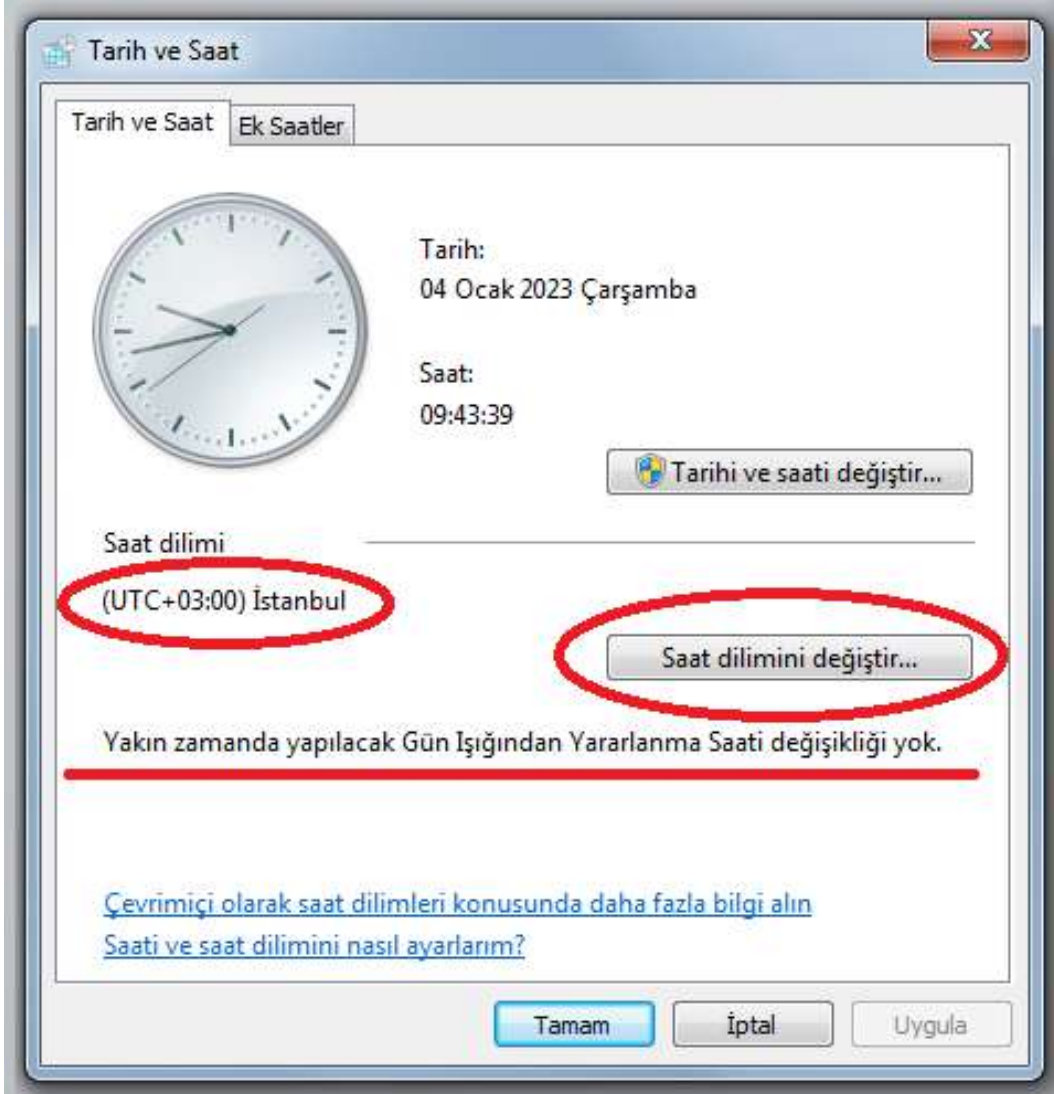 Tarih ve Saat
Tarih ve Saat
Ek Saatler
Tarih:
04 Ocak 2023 Çarşamba
Saat:
09:43:39
Tarihi ve saati değiştir...
Saat dilimi
(UTC+03:00) İstanbul
Saat dilimini değiştir...
Yakın zamanda yapılacak Gün Işığından Yararlanma Saati değişikliği yok.
Çevrimiçi olarak saat dilimleri konusunda daha fazla bilgi alın
Saati ve saat dilimini nasıl ayarlarım?
Tamam
İptal
Uygula